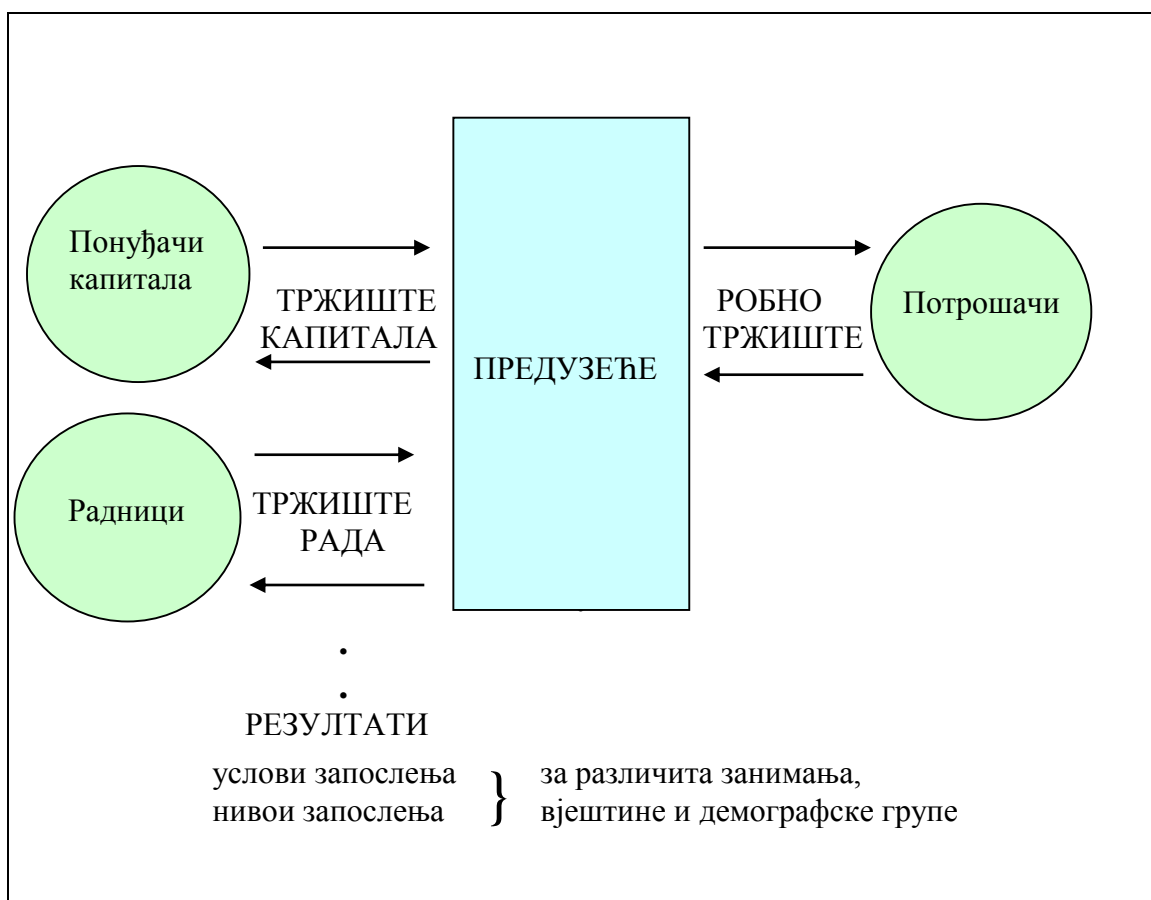 Понуђачи
капитала
ТРЖИШТЕ
КАПИТАЛА
ПРЕДУЗЕЋЕ
РОБНО
ТРЖИШТЕ
Потрошачи
Радници
ТРЖИШТЕ
РАДА
РЕЗУЛТАТИ
услови запослења
нивои запослења
}
за различита занимања,
вјештине и демографске групе